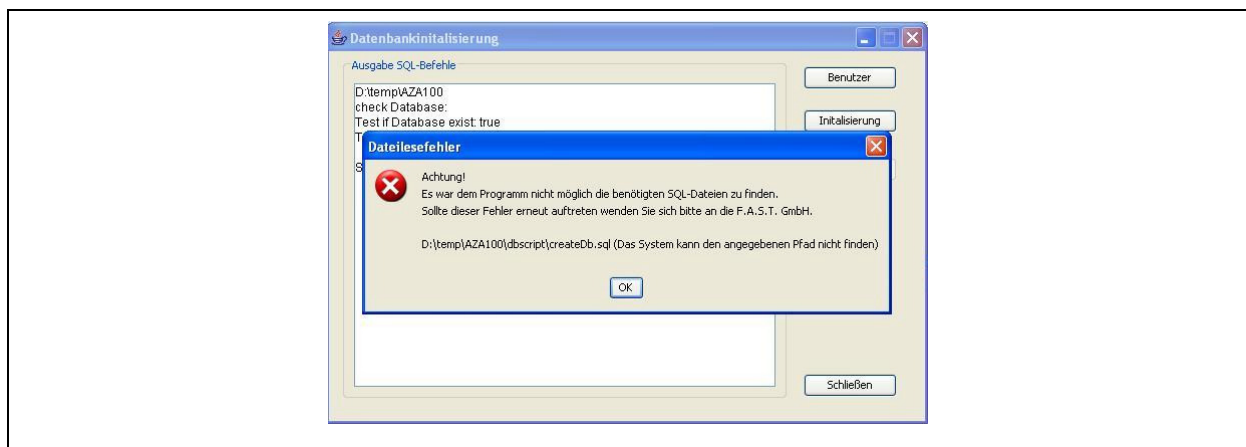 Datenbankinitalisierung
Ausgabe SQL-Befehle
Benutzer
D:\temp\AZA100
check Database:
Test if Database exist: true
Initalisierung
Dateilesefehler
Achtung!
Es war dem Programm nicht möglich die benötigten SQL-Dateien zu finden.
Sollte dieser Fehler erneut auftreten wenden Sie sich bitte an die F.A.S.T. GmbH.
D:\temp\AZA100\dbscript\createDb.sql (Das System kann den angegebenen Pfad nicht finden)
OK
Schließen